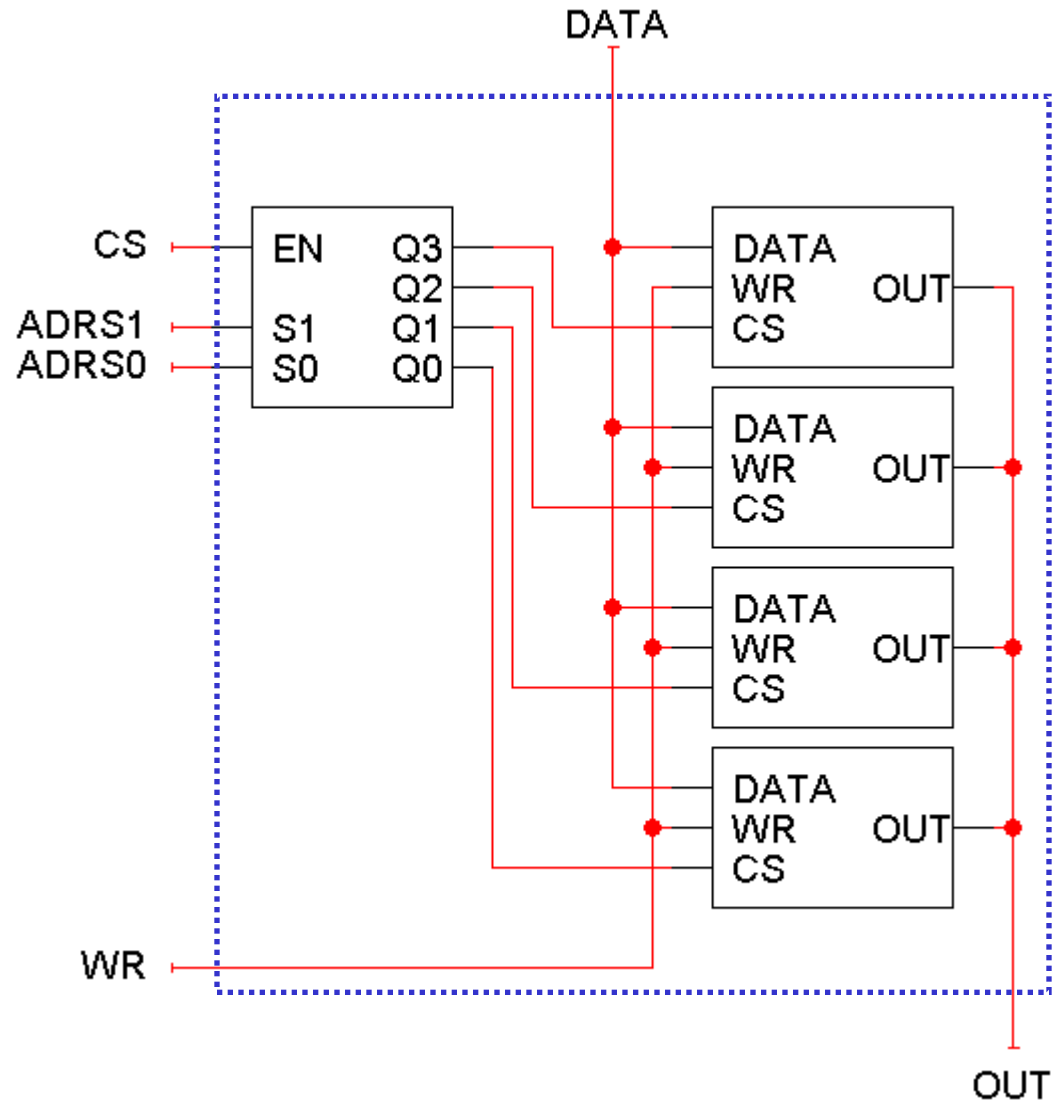 DATA
CS
ADRS1
ADRS0
EN
S1
S0
Q3
Q2
Q1
Q0
DATA
WR
CS
OUT
DATA
WR
CS
OUT
DATA
WR
CS
OUT
DATA
WR
CS
OUT
WR
OUT